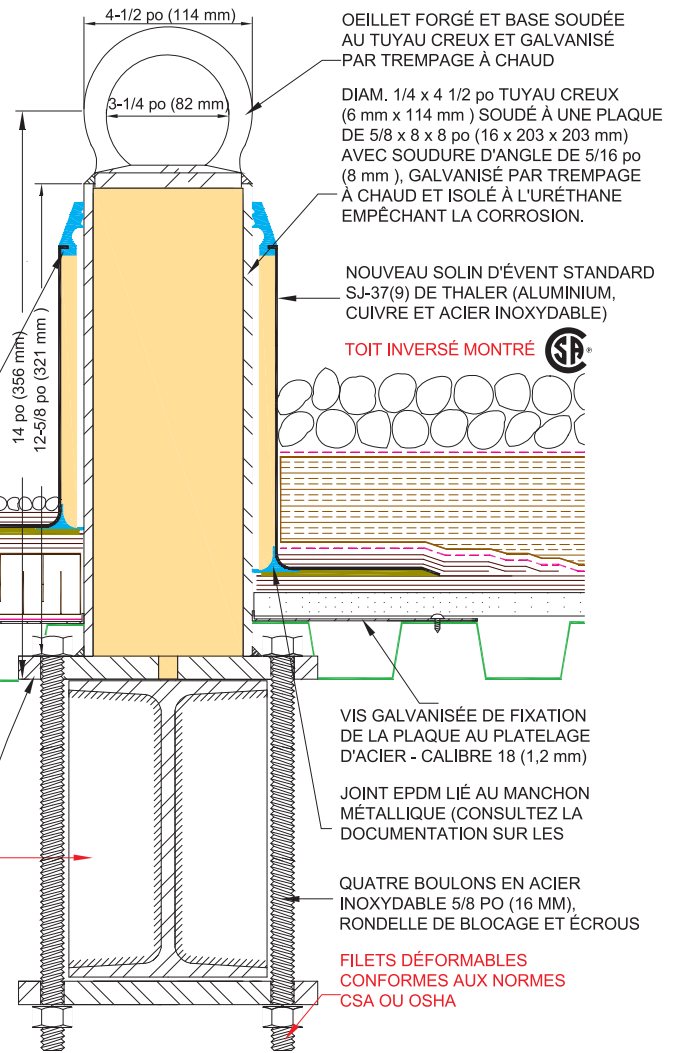 4-1/2 po (114 mm)
3-1/4 po (82 mm)
14 po (356 mm)
12-5/8 po (321 mm )
OEILLET FORGÉ ET BASE SOUDÉE
AU TUYAU CREUX ET GALVANISÉ
PAR TREMPAGE À CHAUD
DIAM. 1/4 x 4 1/2 po TUYAU CREUX
(6 mm x 114 mm ) SOUDÉ À UNE PLAQUE
DE 5/8 x 8 x 8 po (16 x 203 x 203 mm)
AVEC SOUDURE D'ANGLE DE 5/16 po
(8 mm ), GALVANISÉ PAR TREMPAGE
À CHAUD ET ISOLÉ À L'URÉTHANE
EMPÊCHANT LA CORROSION.
NOUVEAU SOLIN D'ÉVENT STANDARD
SJ-37(9) DE THALER (ALUMINIUM,
CUIVRE ET ACIER INOXYDABLE)
TOIT INVERSÉ MONTRÉ CSA ®
VIS GALVANISÉE DE FIXATION
DE LA PLAQUE AU PLATELAGE
D'ACIER - CALIBRE 18 (1,2 mm)
JOINT EPDM LIÉ AU MANCHON
MÉTALLIQUE (CONSULTEZ LA
DOCUMENTATION SUR LES
QUATRE BOULONS EN ACIER
INOXYDABLE 5/8 PO (16 MM),
RONDELLE DE BLOCAGE ET ÉCROUS
FILETS DÉFORMABLES
CONFORMES AUX NORMES
CSA OU OSHA